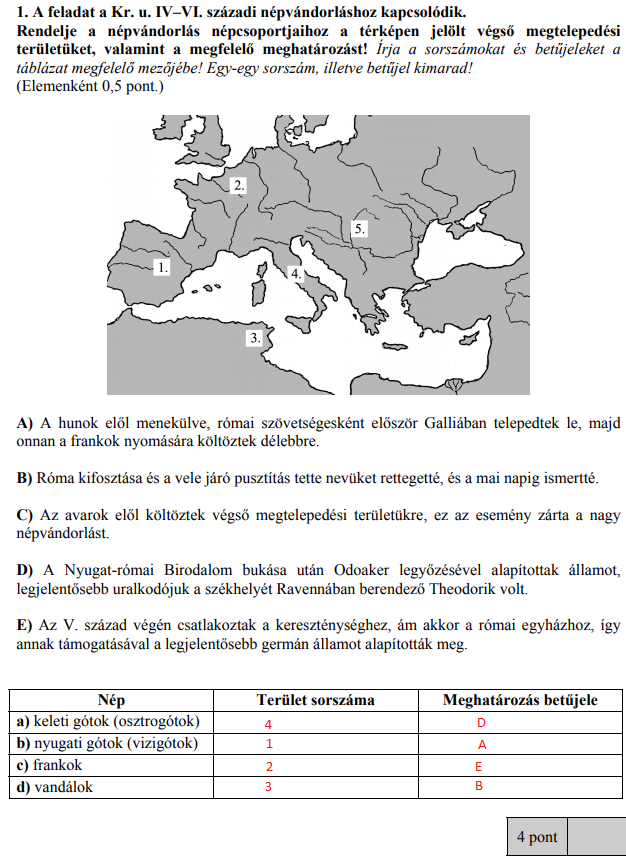 1. A feladat a Kr. u. IV–VI. századi népvándorláshoz kapcsolódik.
Rendelje a népvándorlás népcsoportjaihoz a térképen jelölt végső megtelepedési
területüket, valamint a megfelelő meghatározást! Írja a sorszámokat és betűjeleket a
táblázat megfelelő mezőjébe! Egy-egy sorszám, illetve betűjel kimarad!
(Elemenként 0,5 pont.)
2.
5.
1.
4.
3.
A) A hunok elől menekülve, római szövetségesként először Galliában telepedtek le, majd
onnan a frankok nyomására költöztek délebbre.
B) Róma kifosztása és a vele járó pusztítás tette nevüket rettegetté, és a mai napig ismertté.
C) Az avarok elől költöztek végső megtelepedési területükre, ez az esemény zárta a nagy
népvándorlást.
D) A Nyugat-római Birodalom bukása után Odoaker legyőzésével alapítottak államot,
legjelentősebb uralkodójuk a székhelyét Ravennában berendező Theodorik volt.
E) Az V. század végén csatlakoztak a kereszténységhez, ám akkor a római egyházhoz, így
annak támogatásával a legjelentősebb germán államot alapították meg.
Nép Terület sorszáma Meghatározás betűjele
a) keleti gótok (osztrogótok) 4 D
b) nyugati gótok (vizigótok) 1 A
c) frankok 2 E
d) vandálok 3 B
4 pont